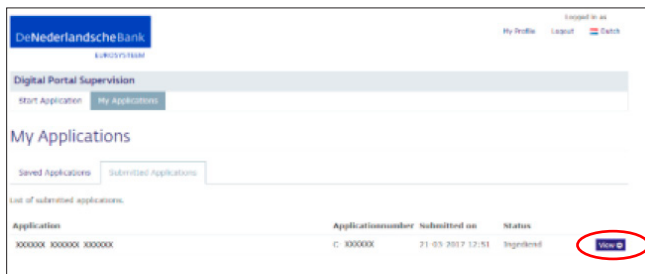 Logged in as
DeNederlandscheBank
My Profile Logout Dutch
EUROSYSTEEM
Digital Portal Supervision
Start Application My Applications
My Applications
Saved Applications Submitted Applications
List of submitted applications.
Application Applicationnumber Submitted on Status
XXXXXX XXXXXX XXXXXX C XXXXXX 21-03-2017 12:51 Ingediend View